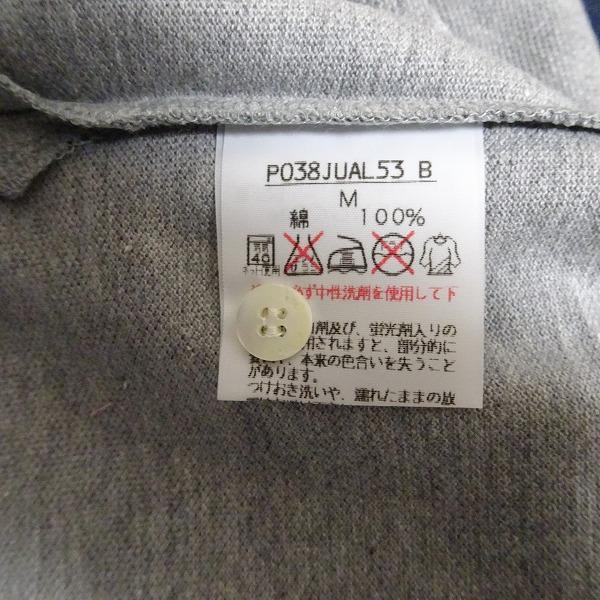 P038JUAL53 B
M
綿 100%
40
ネット使用
中性洗剤を使用して下
剤及び、蛍光剤入りの
用されますと、部分的に
本来の色合いを失うこと
があります。
つけおき洗いや、濡れたままの放